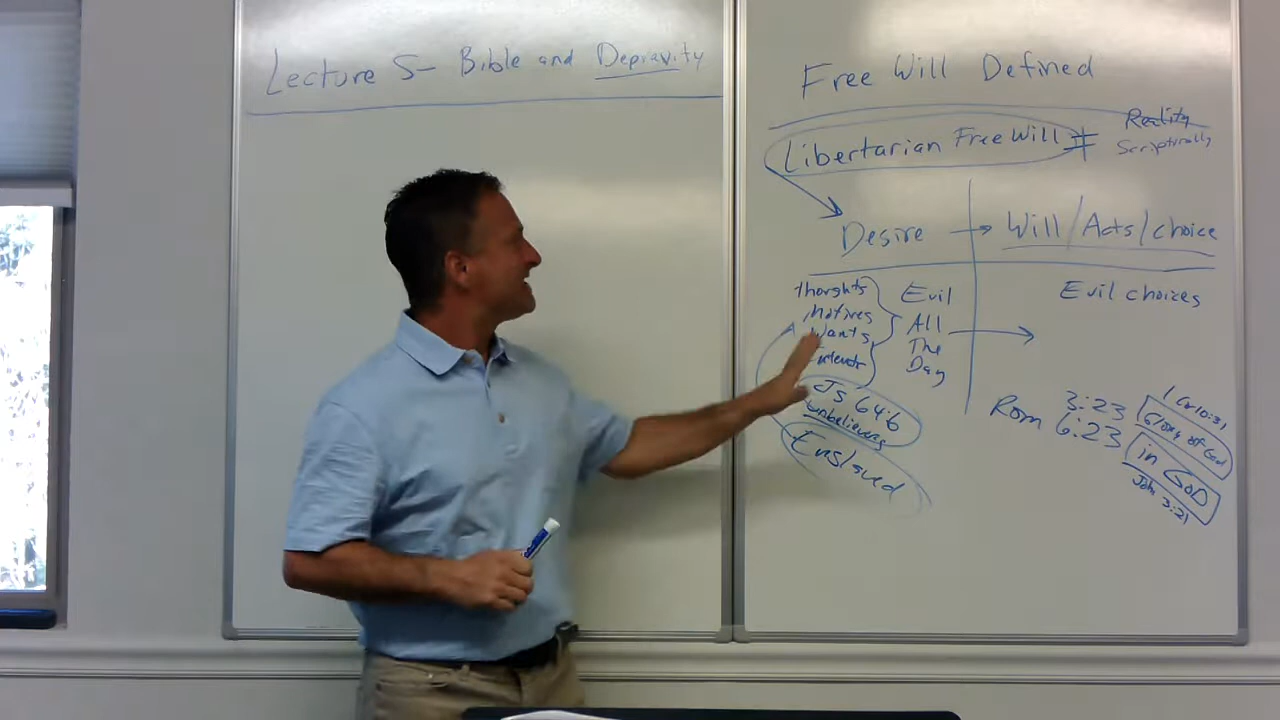 Lecture 5- Bible and Depravity
Free Will Defined
Libertarian Free Will ≠
Reality
Scripturally
Desire → Will/Acts/choice
thoughts
Motives
Wants
Evil
All
The
Day
Evil choices
Js 64:6
unbelievers
Enslaved
Rom 3:23
6:23
1 Cor 10:31
Glory of God
in GOD
John 3:21